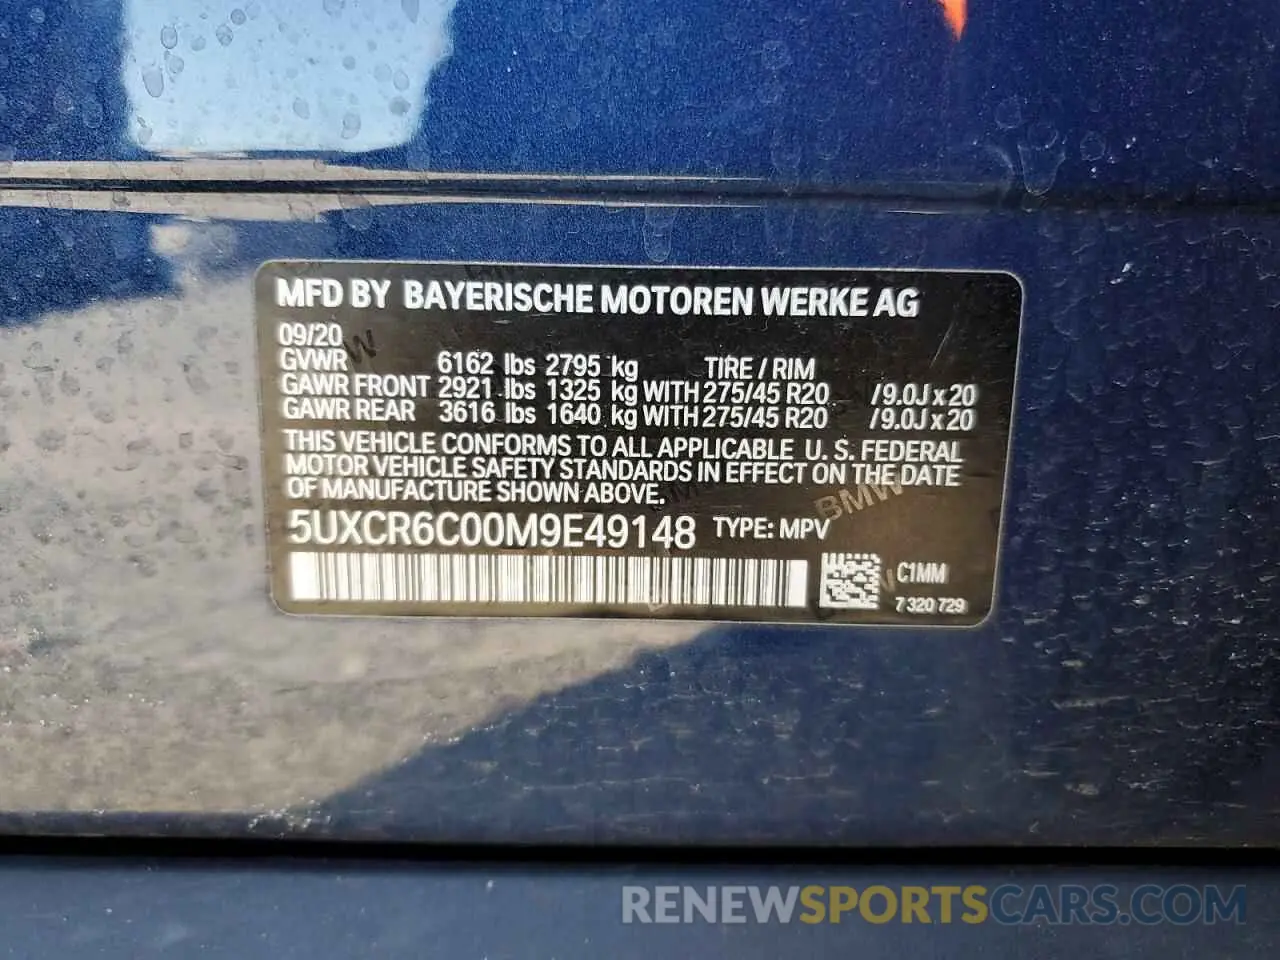 MFD BY BAYERISCHE MOTOREN WERKE AG
09/20
GVWR 6162 lbs 2795 kg TIRE / RIM
GAWR FRONT 2921 lbs 1325 kg WITH 275/45 R20 /9.0J x 20
GAWR REAR 3616 lbs 1640 kg WITH 275/45 R20 /9.0J x 20
THIS VEHICLE CONFORMS TO ALL APPLICABLE U. S. FEDERAL
MOTOR VEHICLE SAFETY STANDARDS IN EFFECT ON THE DATE
OF MANUFACTURE SHOWN ABOVE.
5UXCR6C00M9E49148 TYPE: MPV
C1MM
7 320 729
BMW
RENEWSPORTSCARS.COM